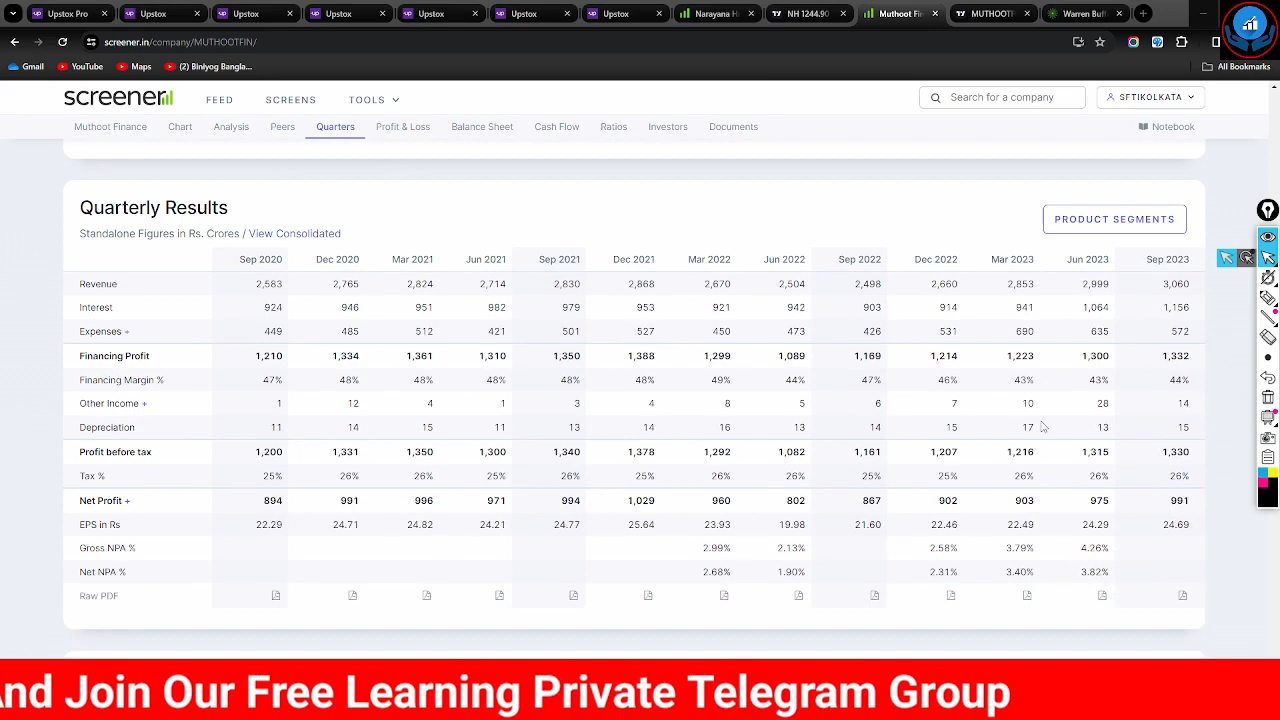 Upstox Pro Upstox Upstox Upstox Upstox Upstox Upstox Narayana H NH 1244.90 Muthoot Fi MUTHOOTF Warren Buf
screener.in/company/MUTHOOTFIN/
Gmail YouTube Maps (2) Biniyog Bangla... All Bookmarks
screener FEED SCREENS TOOLS Search for a company SFTIKOLKATA
Muthoot Finance Chart Analysis Peers Quarters Profit & Loss Balance Sheet Cash Flow Ratios Investors Documents Notebook
Quarterly Results
PRODUCT SEGMENTS
Standalone Figures in Rs. Crores / View Consolidated
Sep 2020 Dec 2020 Mar 2021 Jun 2021 Sep 2021 Dec 2021 Mar 2022 Jun 2022 Sep 2022 Dec 2022 Mar 2023 Jun 2023 Sep 2023
Revenue 2,583 2,765 2,824 2,714 2,830 2,868 2,670 2,504 2,498 2,660 2,853 2,999 3,060
Interest 924 946 951 982 979 953 921 942 903 914 941 1,064 1,156
Expenses + 449 485 512 421 501 527 450 473 426 531 690 635 572
Financing Profit 1,210 1,334 1,361 1,310 1,350 1,388 1,299 1,089 1,169 1,214 1,223 1,300 1,332
Financing Margin % 47% 48% 48% 48% 48% 48% 49% 44% 47% 46% 43% 43% 44%
Other Income + 1 12 4 1 3 4 8 5 6 7 10 28 14
Depreciation 11 14 15 11 13 14 16 13 14 15 17 13 15
Profit before tax 1,200 1,331 1,350 1,300 1,340 1,378 1,292 1,082 1,161 1,207 1,216 1,315 1,330
Tax % 25% 26% 26% 25% 26% 25% 26% 26% 25% 25% 26% 26% 26%
Net Profit + 894 991 996 971 994 1,029 960 802 867 902 903 975 991
EPS in Rs 22.29 24.71 24.82 24.21 24.77 25.64 23.93 19.98 21.60 22.46 22.49 24.29 24.69
Gross NPA % 2.99% 2.13% 2.58% 3.79% 4.26%
Net NPA % 2.68% 1.90% 2.31% 3.40% 3.82%
Raw PDF
And Join Our Free Learning Private Telegram Group